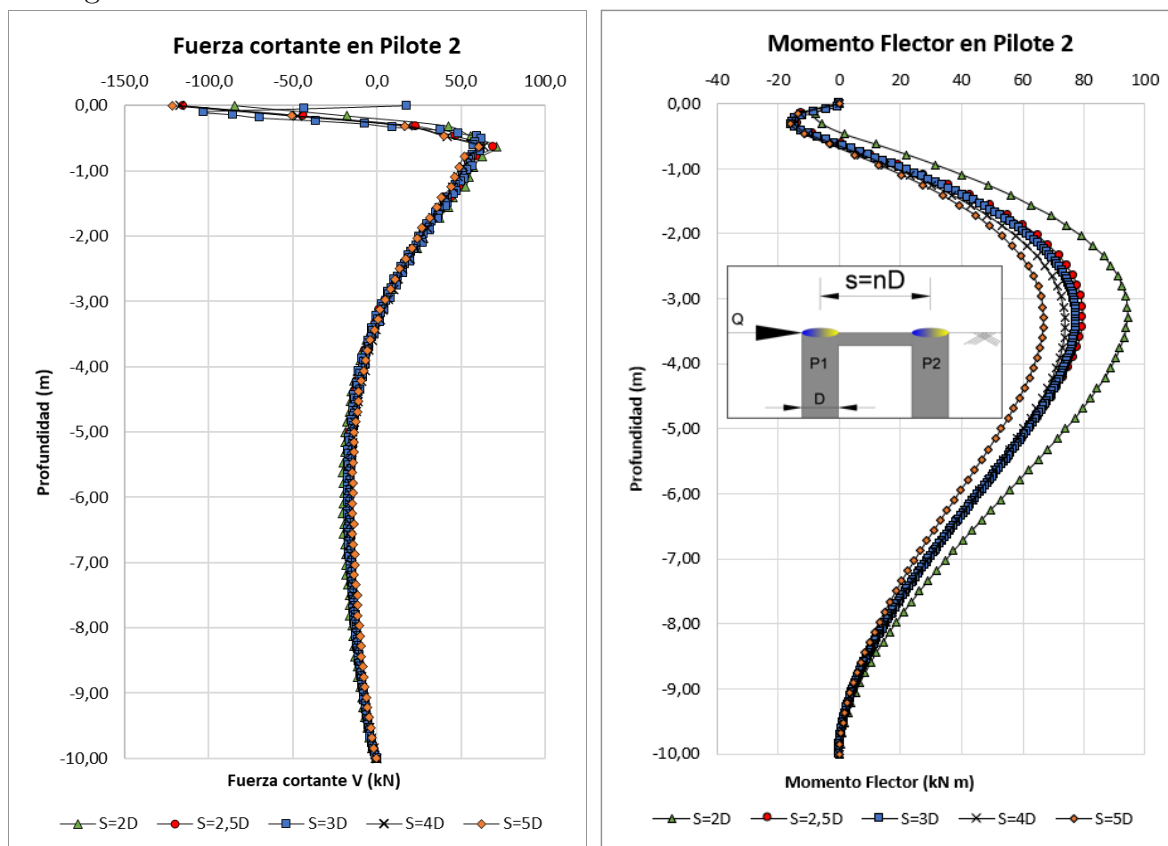 Fuerza cortante en Pilote 2
-150,0 -100,0 -50,0 0,0 50,0 100,0
0,00
-1,00
-2,00
-3,00
-4,00
-5,00
-6,00
-7,00
-8,00
-9,00
-10,00
Profundidad (m)
Fuerza cortante V (kN)
S=2D S=2,5D S=3D S=4D S=5D
Momento Flector en Pilote 2
-40 -20 0 20 40 60 80 100
0,00
-1,00
-2,00
-3,00
-4,00
-5,00
-6,00
-7,00
-8,00
-9,00
-10,00
Profundidad (m)
s=nD
Q
P1 P2
D
Momento Flector (kN m)
S=2D S=2,5D S=3D S=4D S=5D